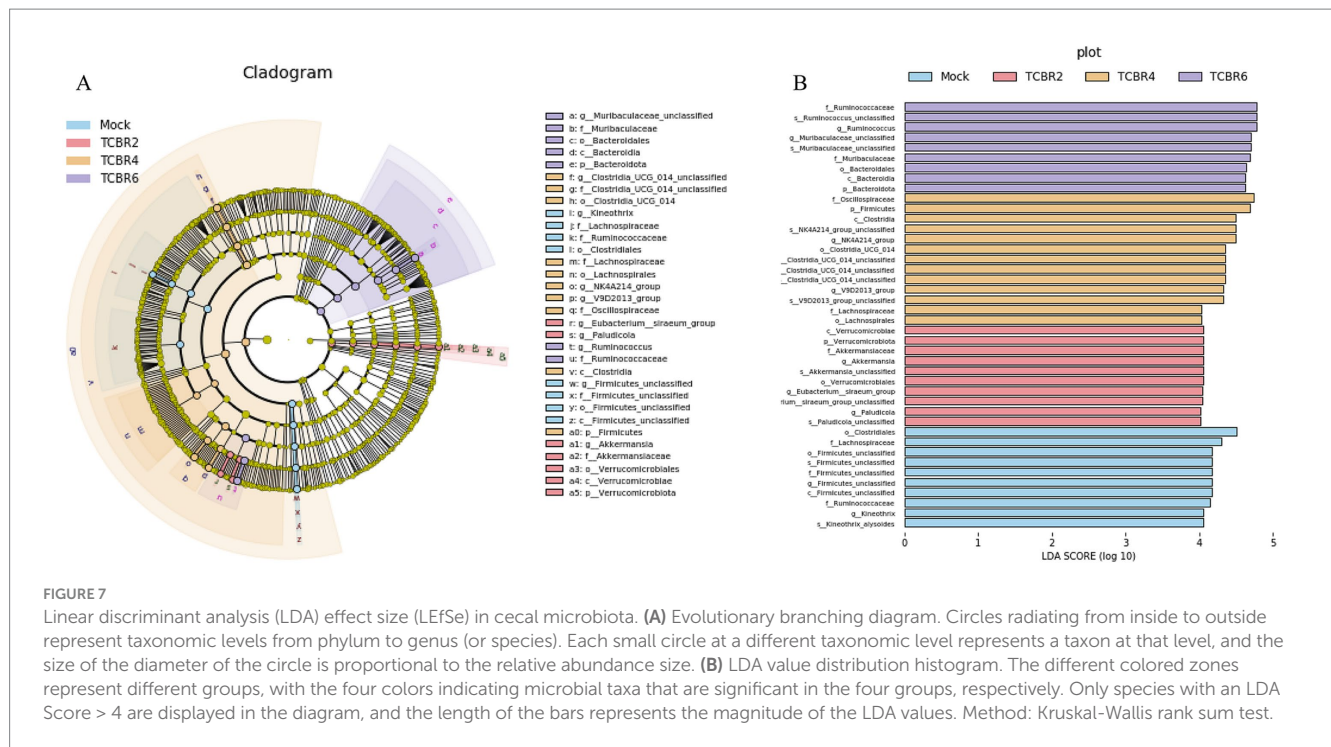 A
Cladogram
Mock
TCBR2
TCBR4
TCBR6
a: g__Muribaculaceae_unclassified
b: f__Muribaculaceae
c: o__Bacteroidales
d: c__Bacteroidia
e: p__Bacteroidota
f: g__Clostridia_UCG_014_unclassified
g: f__Clostridia_UCG_014_unclassified
h: o__Clostridia_UCG_014
i: g__Kineothrix
j: f__Lachnospiraceae
k: f__Ruminococcaceae
l: o__Clostridiales
m: f__Lachnospiraceae
n: o__Lachnospirales
o: g__NK4A214_group
p: g__V9D2013_group
q: f__Oscillospiraceae
r: g__Eubacterium__siraeum_group
s: g__Paludicola
t: g__Ruminococcus
u: f__Ruminococcaceae
v: c__Clostridia
w: g__Firmicutes_unclassified
x: f__Firmicutes_unclassified
y: o__Firmicutes_unclassified
z: c__Firmicutes_unclassified
a0: p__Firmicutes
a1: g__Akkermansia
a2: f__Akkermansiaceae
a3: o__Verrucomicrobiales
a4: c__Verrucomicrobiae
a5: p__Verrucomicrobiota
plot
B
Mock TCBR2 TCBR4 TCBR6
f__Ruminococcaceae
s__Ruminococcus_unclassified
g__Ruminococcus
g__Muribaculaceae_unclassified
s__Muribaculaceae_unclassified
f__Muribaculaceae
o__Bacteroidales
c__Bacteroidia
p__Bacteroidota
f__Oscillospiraceae
p__Firmicutes
c__Clostridia
s__NK4A214_group_unclassified
g__NK4A214_group
o__Clostridia_UCG_014
__Clostridia_UCG_014_unclassified
__Clostridia_UCG_014_unclassified
__Clostridia_UCG_014_unclassified
g__V9D2013_group
s__V9D2013_group_unclassified
f__Lachnospiraceae
o__Lachnospirales
c__Verrucomicrobiae
p__Verrucomicrobiota
f__Akkermansiaceae
g__Akkermansia
s__Akkermansia_unclassified
o__Verrucomicrobiales
g__Eubacterium__siraeum_group
rium__siraeum_group_unclassified
g__Paludicola
s__Paludicola_unclassified
o__Clostridiales
f__Lachnospiraceae
o__Firmicutes_unclassified
s__Firmicutes_unclassified
f__Firmicutes_unclassified
g__Firmicutes_unclassified
c__Firmicutes_unclassified
f__Ruminococcaceae
g__Kineothrix
s__Kineothrix_alysoides
0 1 2 3 4 5
LDA SCORE (log 10)
FIGURE 7
Linear discriminant analysis (LDA) effect size (LEfSe) in cecal microbiota. (A) Evolutionary branching diagram. Circles radiating from inside to outside
represent taxonomic levels from phylum to genus (or species). Each small circle at a different taxonomic level represents a taxon at that level, and the
size of the diameter of the circle is proportional to the relative abundance size. (B) LDA value distribution histogram. The different colored zones
represent different groups, with the four colors indicating microbial taxa that are significant in the four groups, respectively. Only species with an LDA
Score > 4 are displayed in the diagram, and the length of the bars represents the magnitude of the LDA values. Method: Kruskal-Wallis rank sum test.